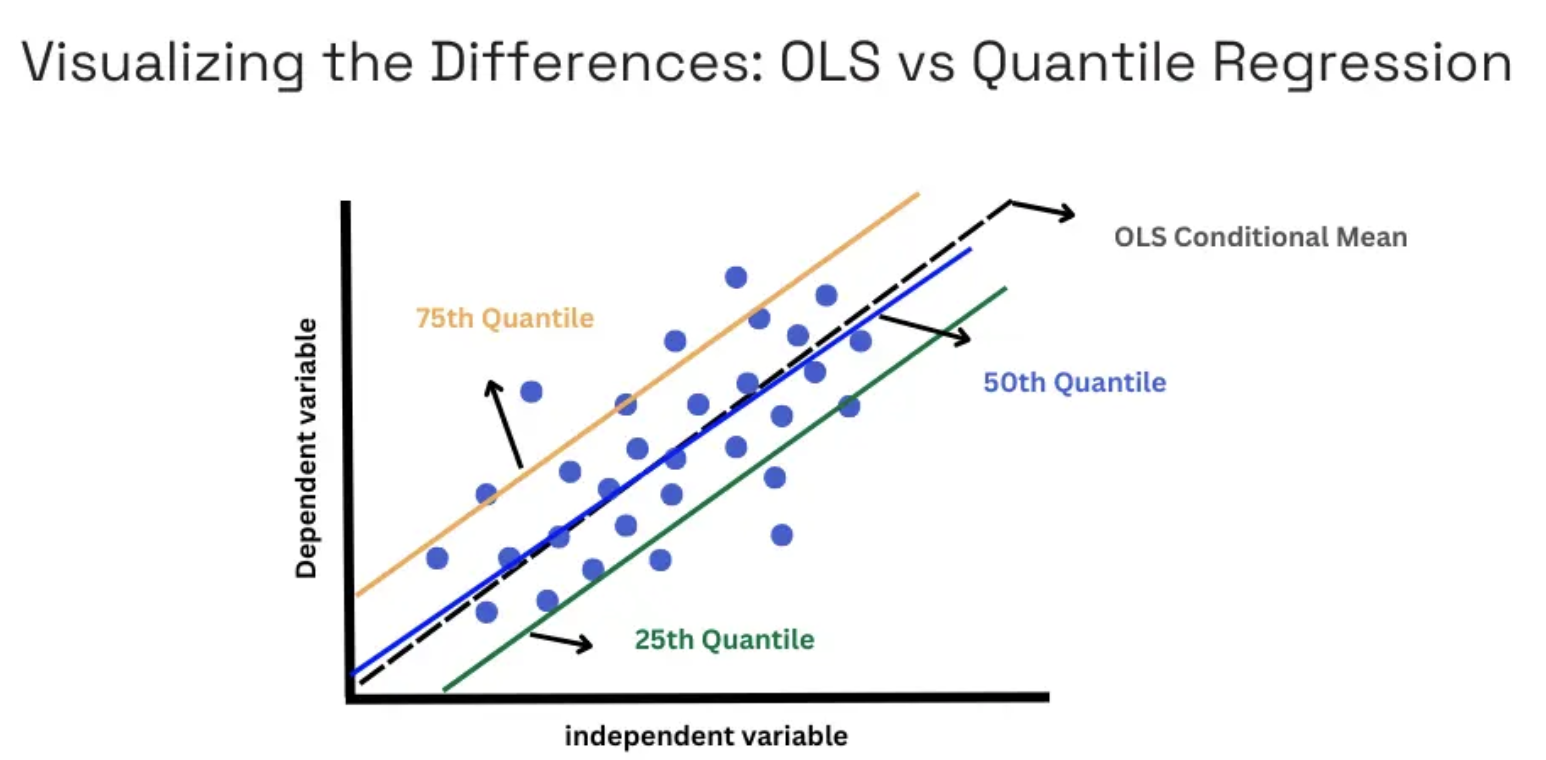 Visualizing the Differences: OLS vs Quantile Regression
OLS Conditional Mean
75th Quantile
Dependent variable
50th Quantile
25th Quantile
independent variable